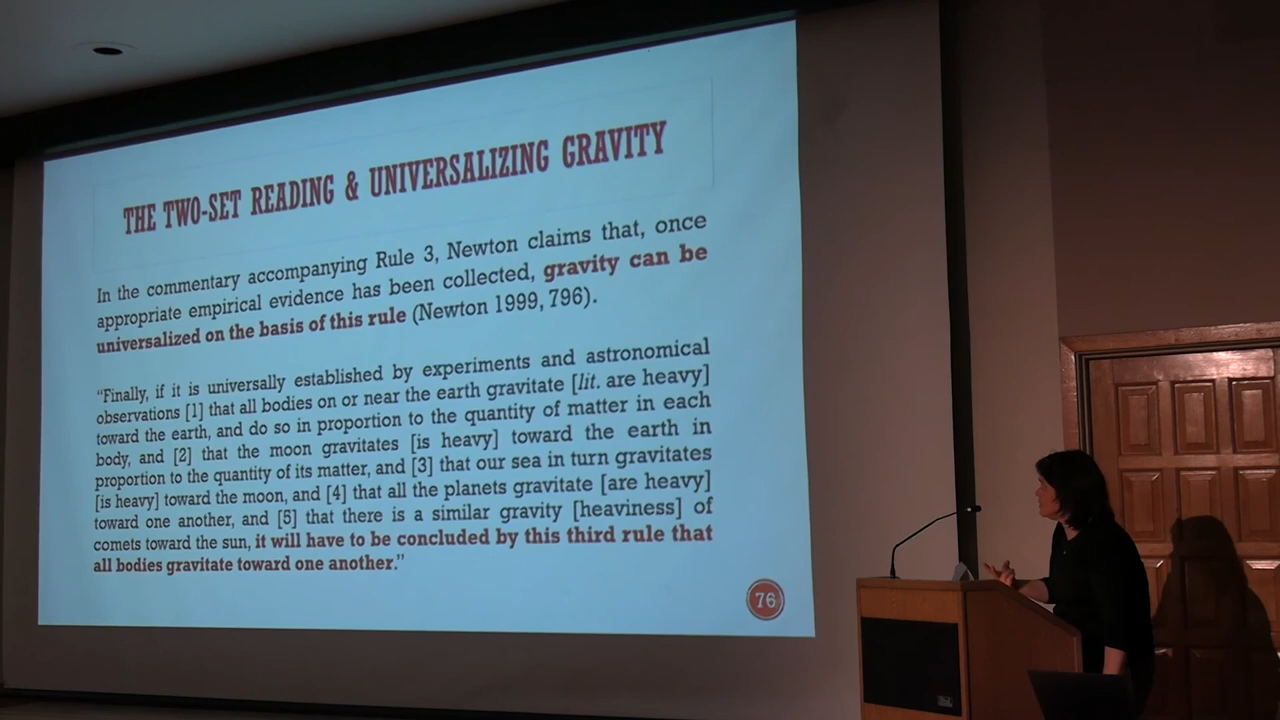 THE TWO-SET READING & UNIVERSALIZING GRAVITY
In the commentary accompanying Rule 3, Newton claims that, once
appropriate empirical evidence has been collected, gravity can be
universalized on the basis of this rule (Newton 1999, 796).
“Finally, if it is universally established by experiments and astronomical
observations [1] that all bodies on or near the earth gravitate [lit. are heavy]
toward the earth, and do so in proportion to the quantity of matter in each
body, and [2] that the moon gravitates [is heavy] toward the earth in
proportion to the quantity of its matter, and [3] that our sea in turn gravitates
[is heavy] toward the moon, and [4] that all the planets gravitate [are heavy]
toward one another, and [5] that there is a similar gravity [heaviness] of
comets toward the sun, it will have to be concluded by this third rule that
all bodies gravitate toward one another.”
76